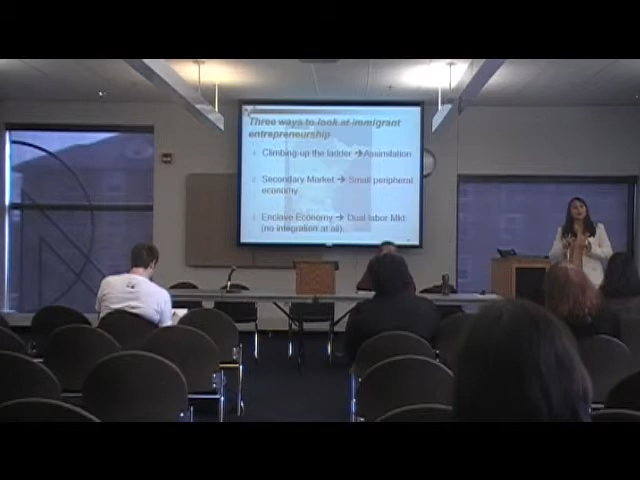 Three ways to look at immigrant
entrepreneurship
Climbing up the ladder ➔Assimilation
Secondary Market ➔ Small peripheral
economy
Enclave Economy ➔ Dual labor Mkt
(no integration at all).